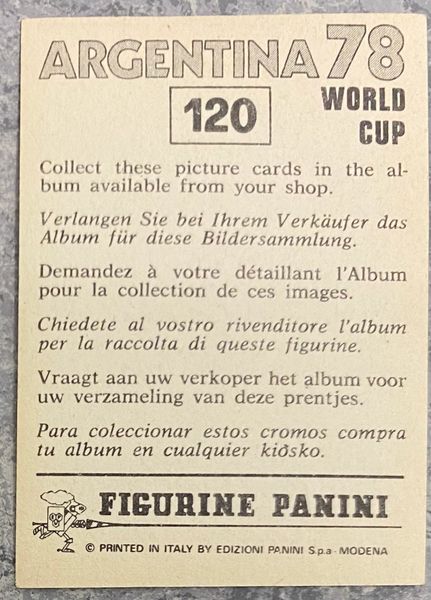 ARGENTINA 78
120
WORLD
CUP
Collect these picture cards in the al-
bum available from your shop.
Verlangen Sie bei Ihrem Verkäufer das
Album für diese Bildersammlung.
Demandez à votre détaillant l'Album
pour la collection de ces images.
Chiedete al vostro rivenditore l'album
per la raccolta di queste figurine.
Vraagt aan uw verkoper het album voor
uw verzameling van deze prentjes.
Para coleccionar estos cromos compra
tu album en cualquier kiósko.
FIGURINE PANINI
© PRINTED IN ITALY BY EDIZIONI PANINI S.p.a - MODENA